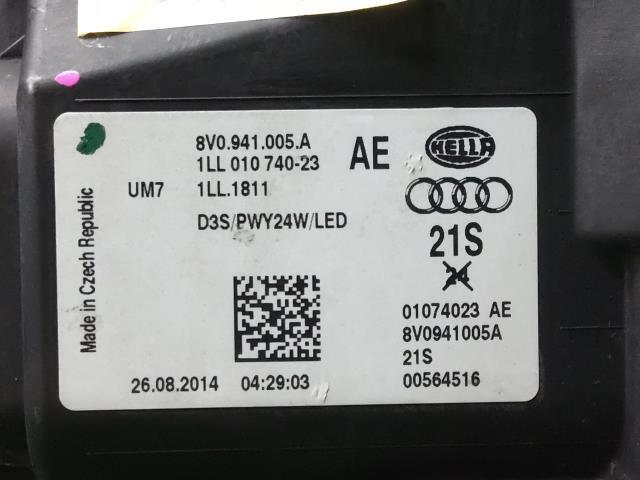 8V0.941.005.A
1LL 010 740-23
AE
HELLA
UM7 1LL.1811
D3S/PWY24W/LED
21S
24
Made in Czech Republic
01074023 AE
8V0941005A
21S
00564516
26.08.2014 04:29:03